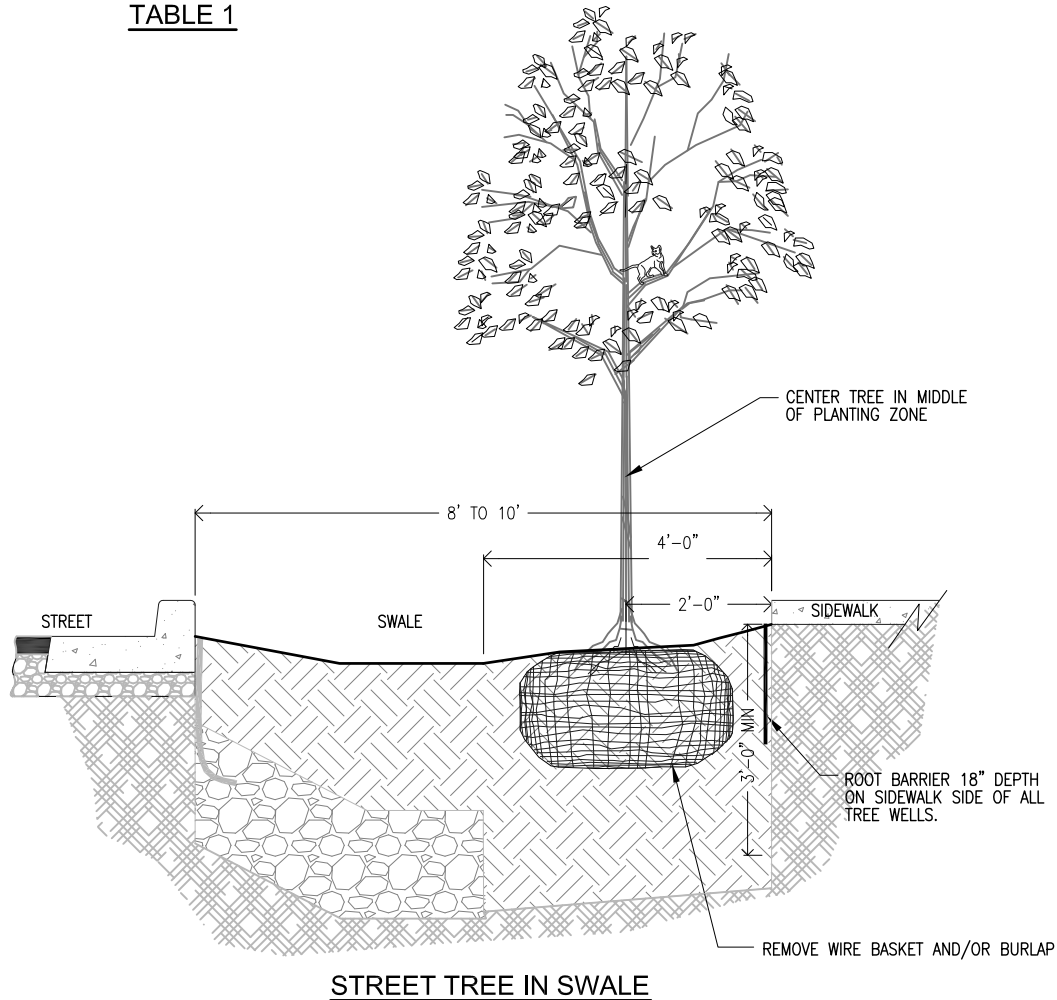 TABLE 1
CENTER TREE IN MIDDLE
OF PLANTING ZONE
8' TO 10'
4'-0"
2'-0"
STREET
SWALE
SIDEWALK
3'-0" MIN
ROOT BARRIER 18" DEPTH
ON SIDEWALK SIDE OF ALL
TREE WELLS.
REMOVE WIRE BASKET AND/OR BURLAP
STREET TREE IN SWALE